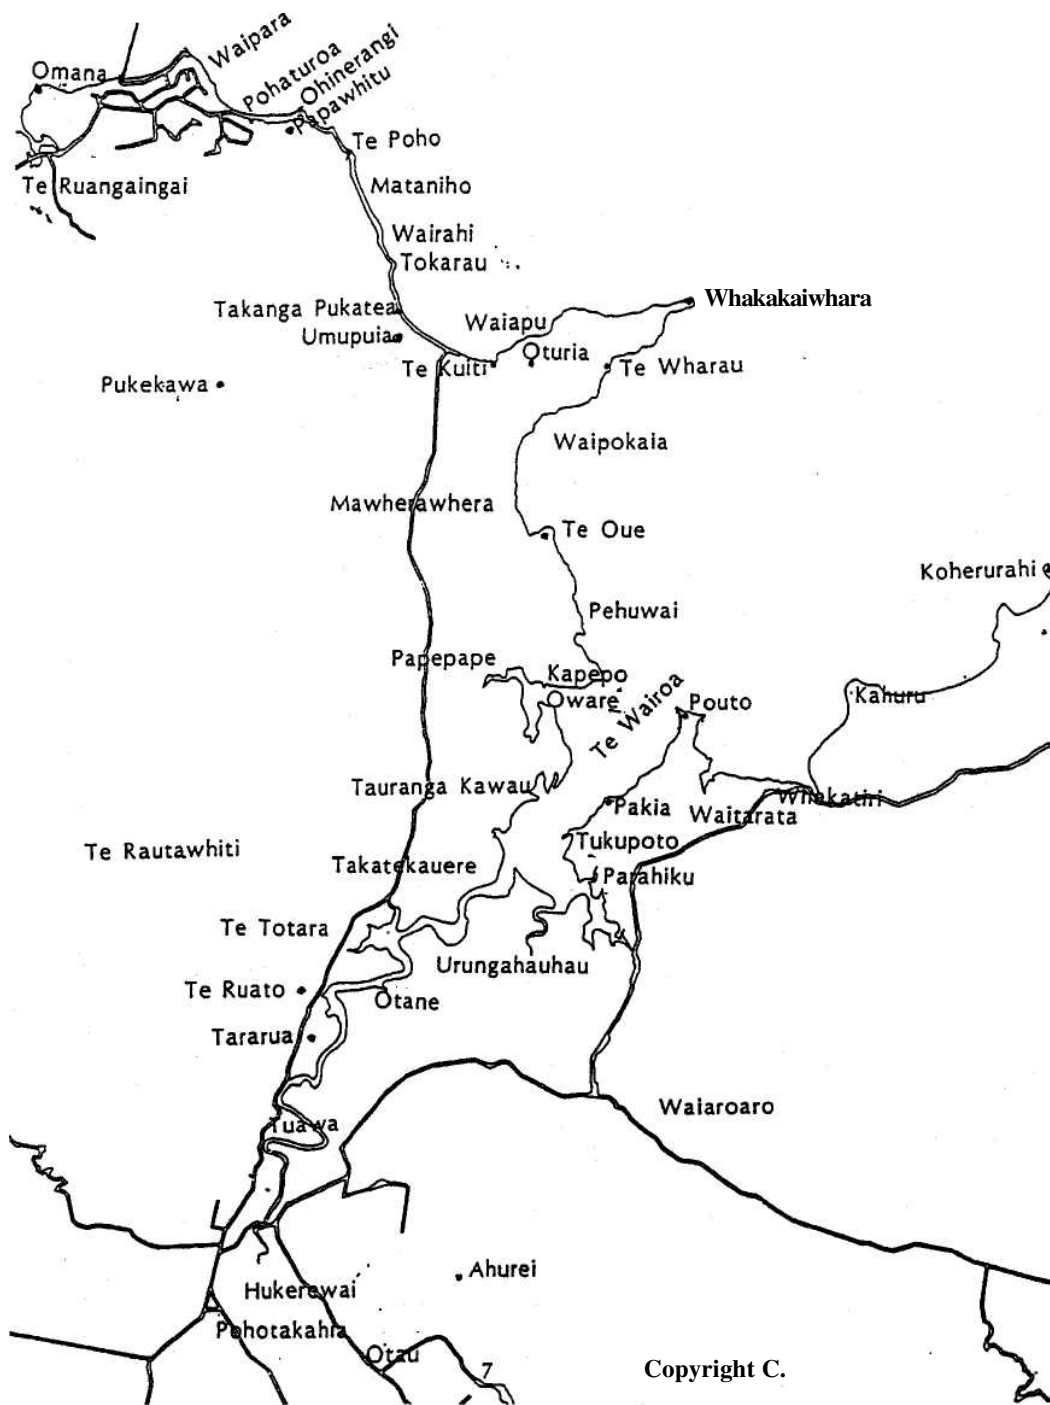 Waipara
Omana
Pohaturoa
Ohinerangi
Papawhitu
Te Poho
Te Ruangaingai
Mataniho
Wairahi
Tokarau
Whakakaiwhara
Takanga Pukatea
Waiapu
Umupuia
Oturia
Te Kuiti
Te Wharau
Pukekawa
Waipokaia
Mawherawhera
Te Oue
Koherurahi
Pehuwai
Papepape
Kapepo
Oware
Te Wairoa
Pouto
Kahuru
Tauranga Kawau
Pakia
Waitarata
Whakatiri
Tukupoto
Te Rautawhiti
Takatekauere
Parahiku
Te Totara
Urungahauhau
Te Ruato
Otane
Tararua
Waiaroaro
Tuawa
Ahurei
Hukerewai
Pohotakahia
Otau
7
Copyright C.